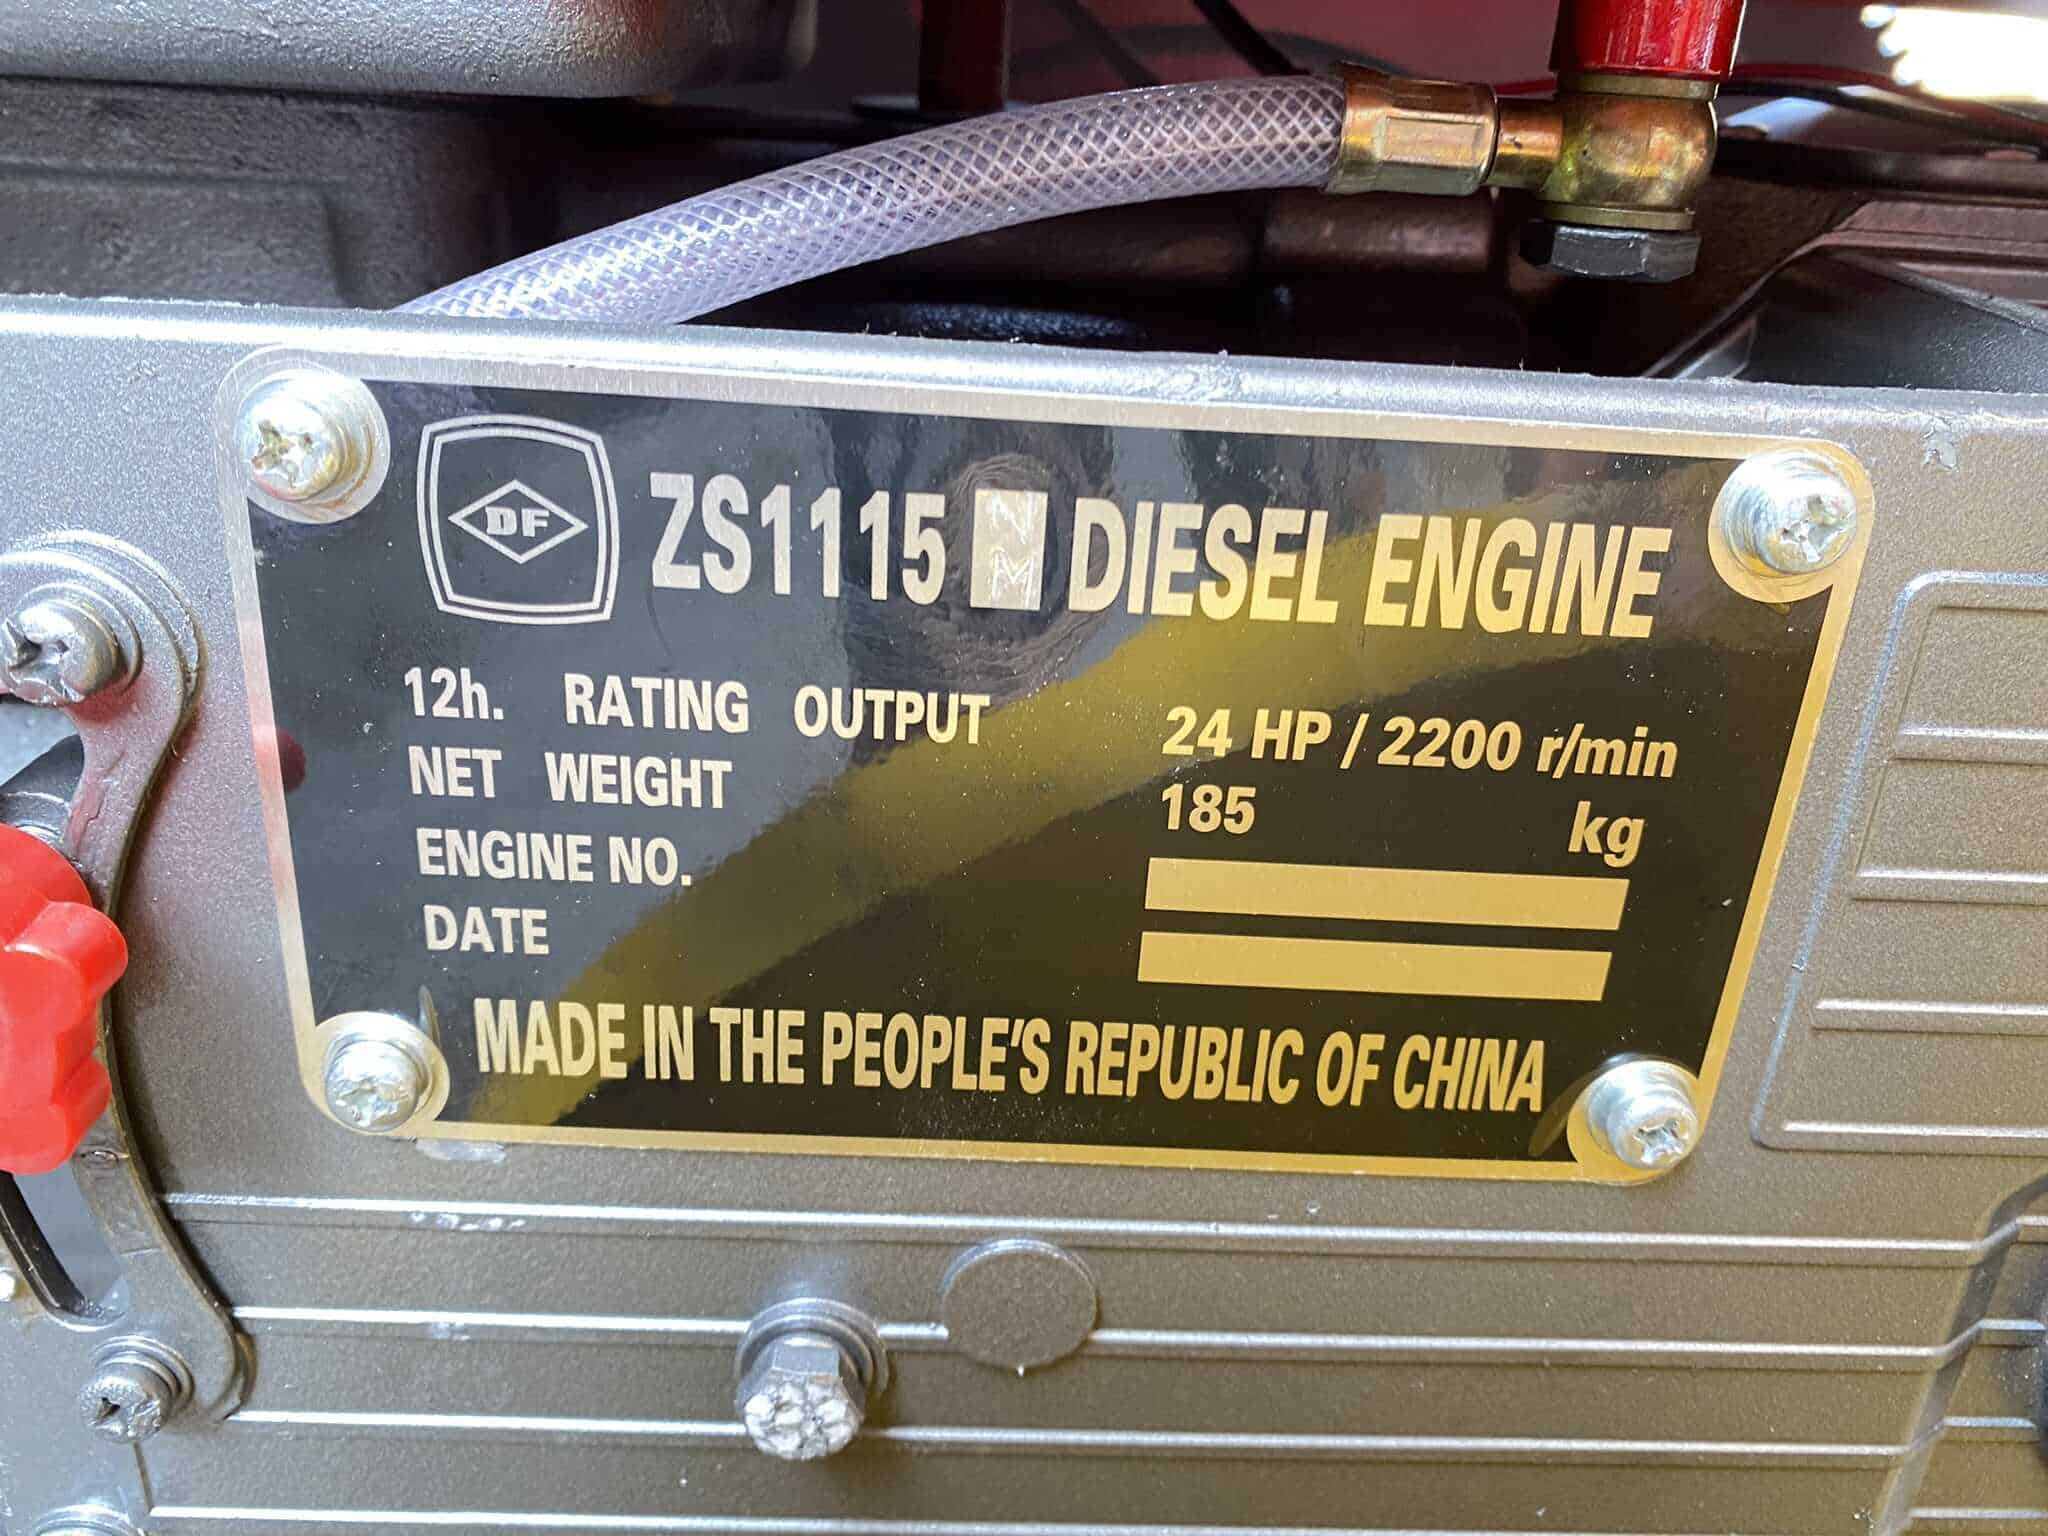 DF
ZS1115 NM DIESEL ENGINE
12h. RATING OUTPUT 24 HP / 2200 r/min
NET WEIGHT 185 kg
ENGINE NO.
DATE
MADE IN THE PEOPLE'S REPUBLIC OF CHINA